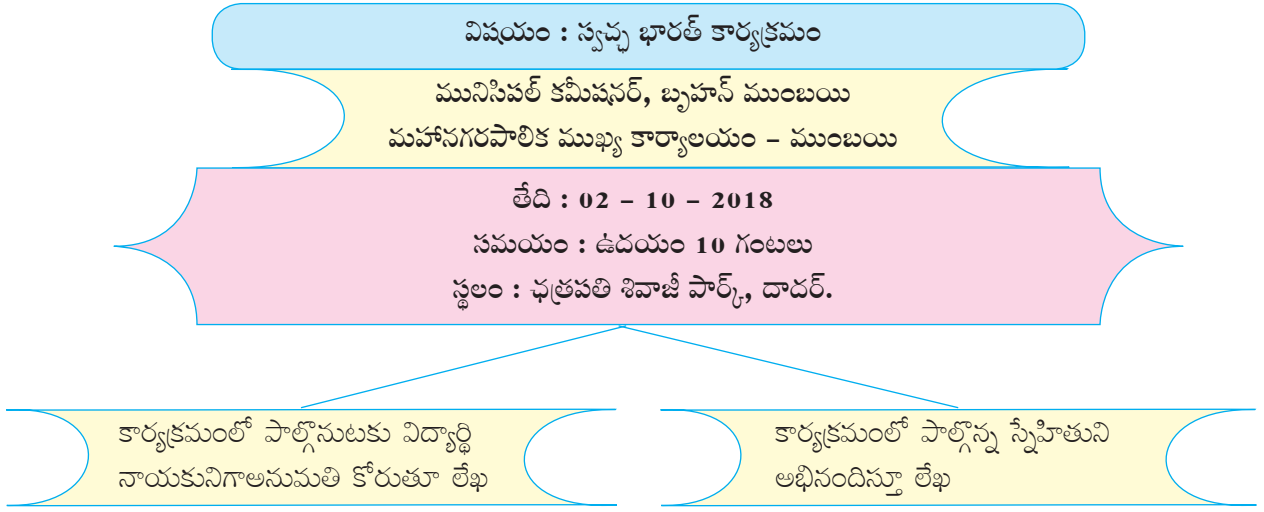 విషయం : స్వచ్ఛ భారత్ కార్యక్రమం
మునిసిపల్ కమీషనర్, బృహన్ ముంబయి
మహానగరపాలిక ముఖ్య కార్యాలయం – ముంబయి
తేది : 02 – 10 – 2018
సమయం : ఉదయం 10 గంటలు
స్థలం : ఛత్రపతి శివాజీ పార్క్, దాదర్.
కార్యక్రమంలో పాల్గొనుటకు విద్యార్థి
నాయకునిగాఅనుమతి కోరుతూ లేఖ
కార్యక్రమంలో పాల్గొన్న స్నేహితుని
అభినందిస్తూ లేఖ